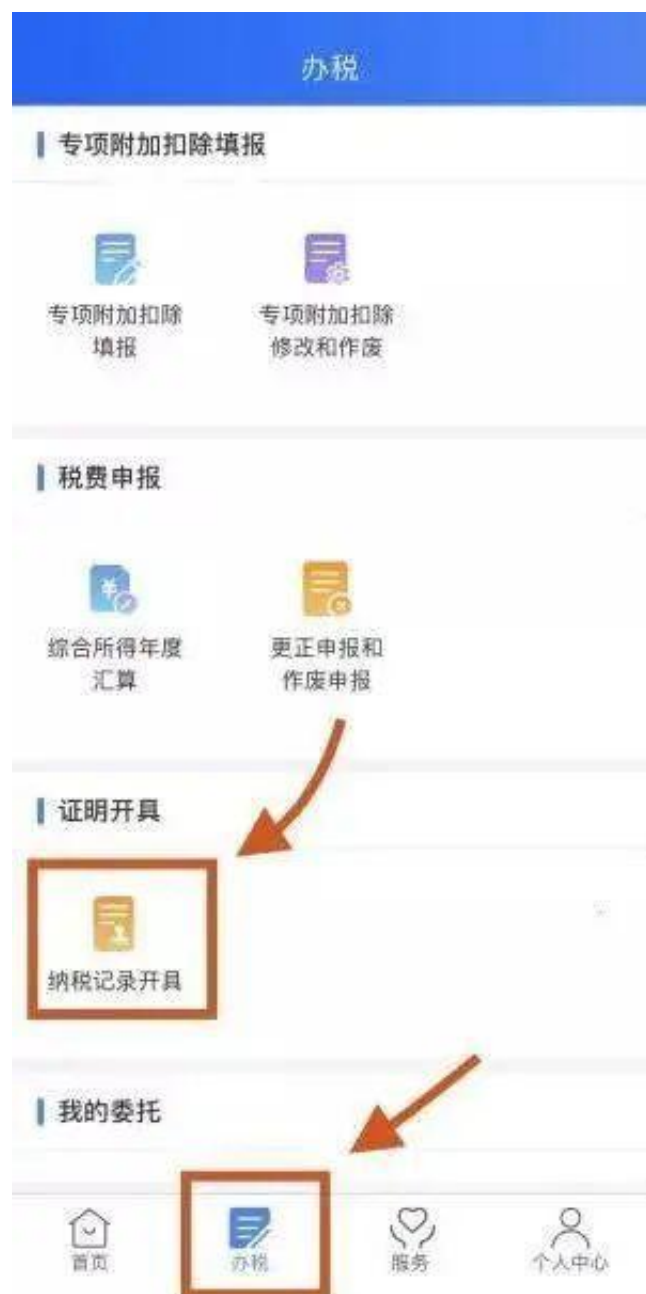 办税
专项附加扣除填报
专项附加扣除 专项附加扣除
填报 修改和作废
税费申报
综合所得年度 更正申报和
汇算 作废申报
证明开具
纳税记录开具
我的委托
首页 办税 服务 个人中心